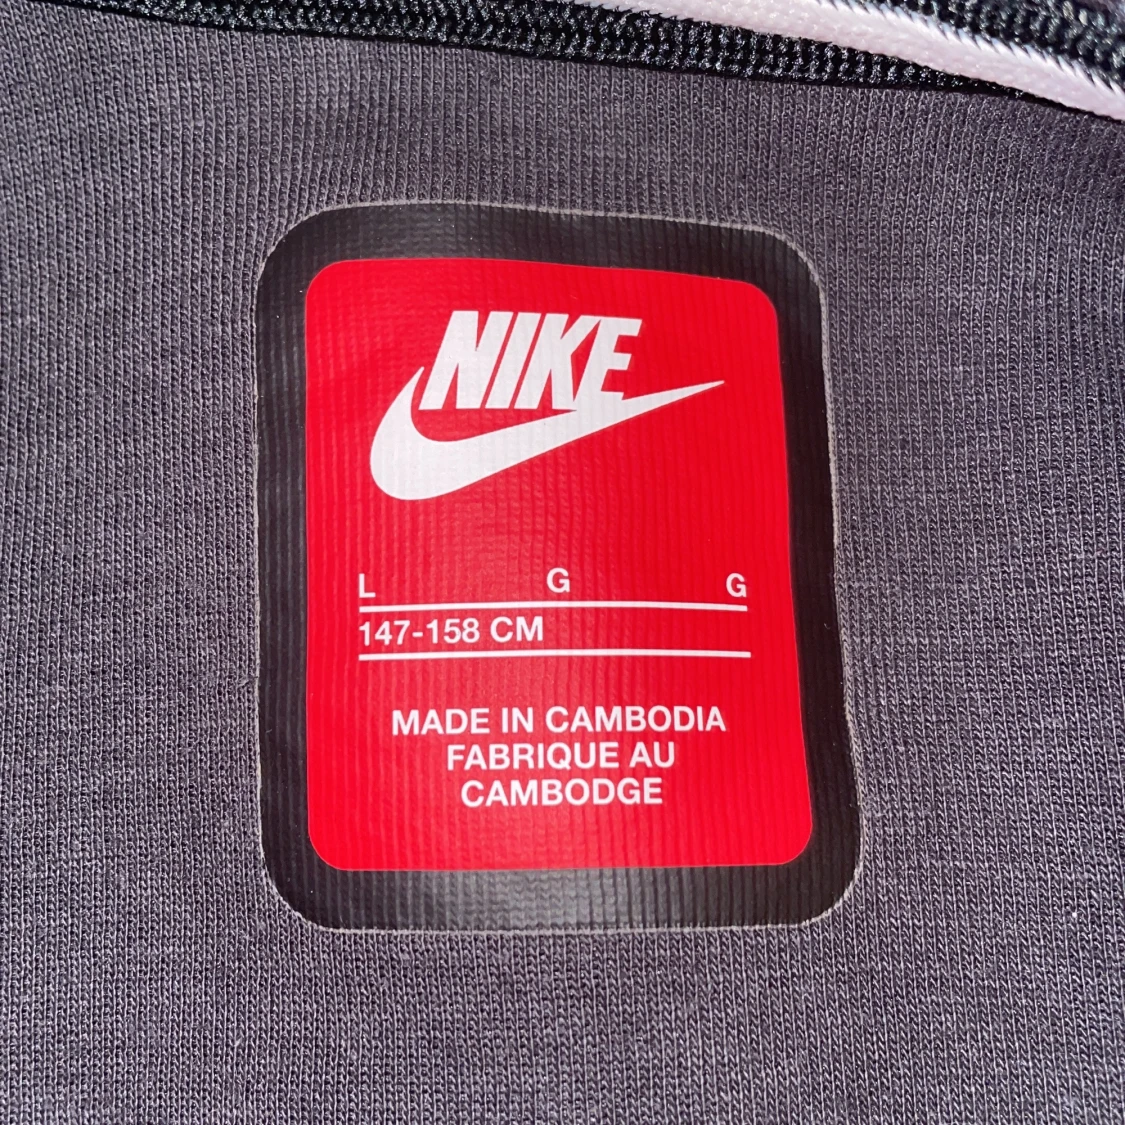 NIKE
L G G
147-158 CM
MADE IN CAMBODIA
FABRIQUE AU
CAMBODGE